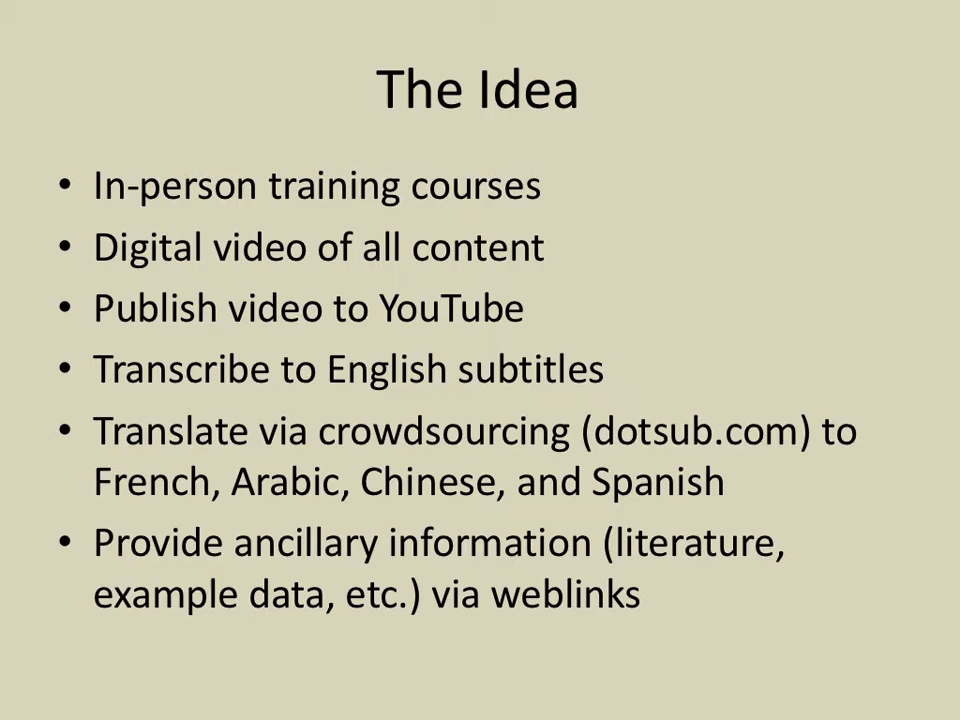 The Idea
• In-person training courses
• Digital video of all content
• Publish video to YouTube
• Transcribe to English subtitles
• Translate via crowdsourcing (dotsub.com) to
French, Arabic, Chinese, and Spanish
• Provide ancillary information (literature,
example data, etc.) via weblinks